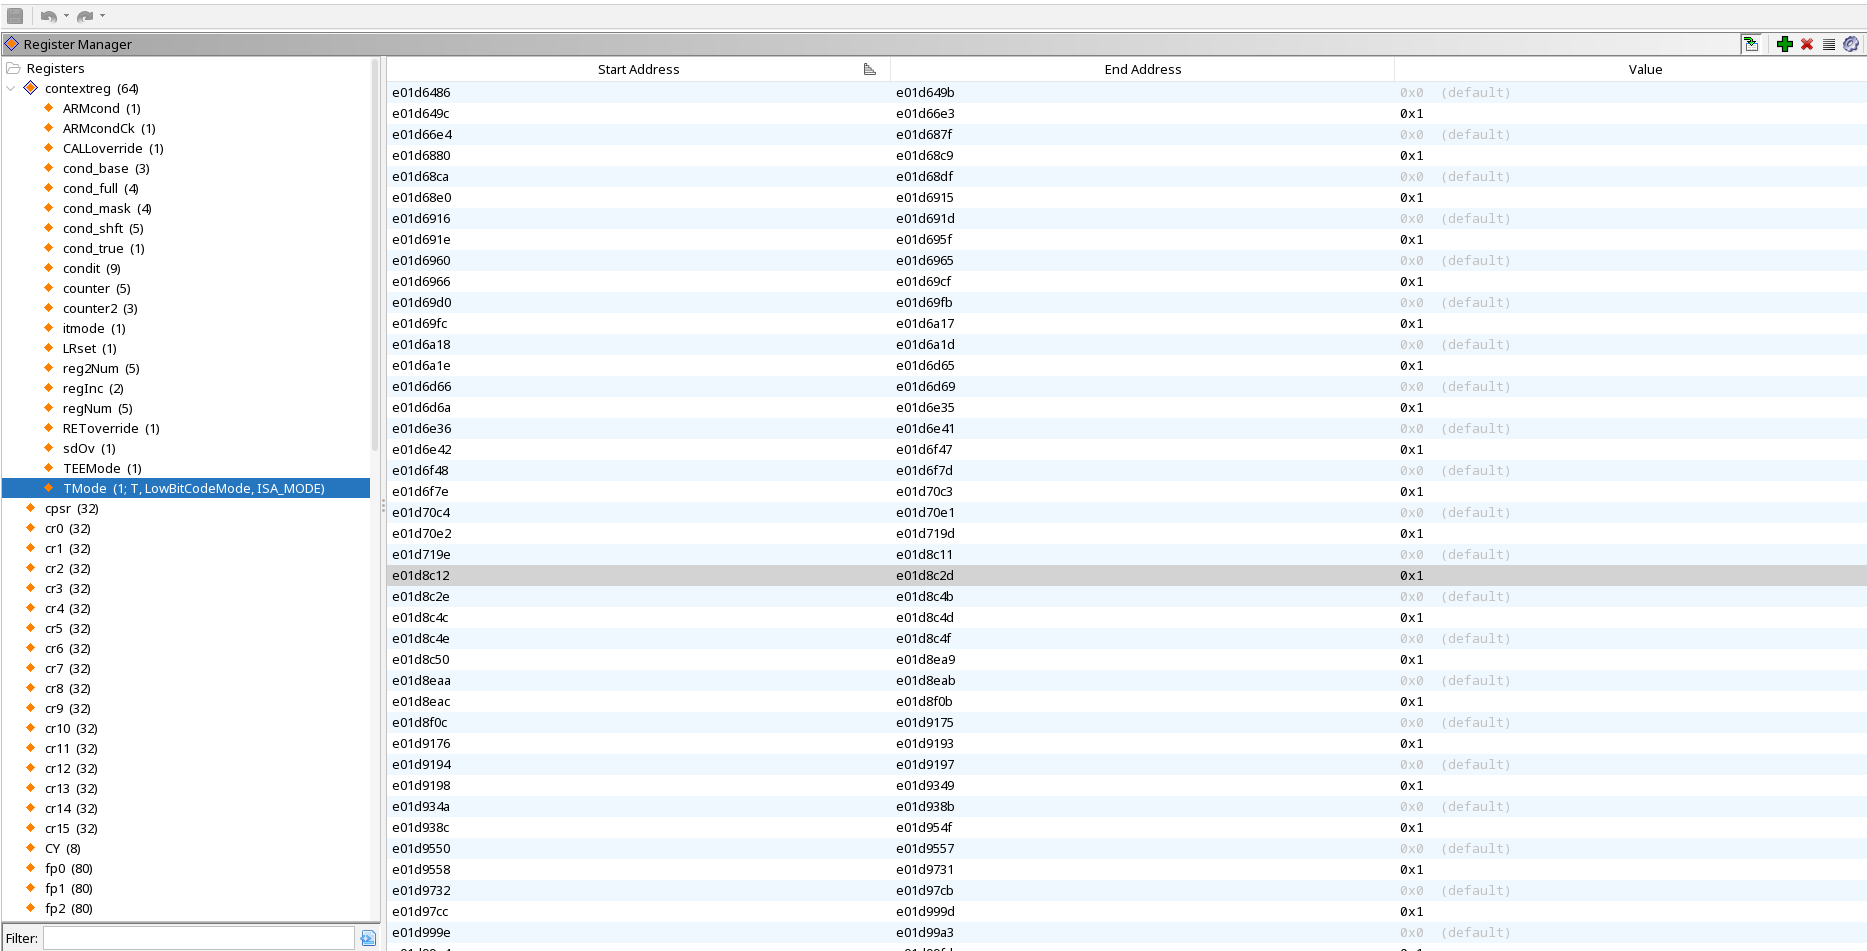 Register Manager
Registers
contextreg (64)
ARMcond (1)
ARMcondCk (1)
CALLoverride (1)
cond_base (3)
cond_full (4)
cond_mask (4)
cond_shft (5)
cond_true (1)
condit (9)
counter (5)
counter2 (3)
itmode (1)
LRset (1)
reg2Num (5)
regInc (2)
regNum (5)
REToverride (1)
sdOv (1)
TEEMode (1)
TMode (1; T, LowBitCodeMode, ISA_MODE)
cpsr (32)
cr0 (32)
cr1 (32)
cr2 (32)
cr3 (32)
cr4 (32)
cr5 (32)
cr6 (32)
cr7 (32)
cr8 (32)
cr9 (32)
cr10 (32)
cr11 (32)
cr12 (32)
cr13 (32)
cr14 (32)
cr15 (32)
CY (8)
fp0 (80)
fp1 (80)
fp2 (80)
Filter:
Start Address End Address Value
e01d6486 e01d649b 0x0 (default)
e01d649c e01d66e3 0x1
e01d66e4 e01d687f 0x0 (default)
e01d6880 e01d68c9 0x1
e01d68ca e01d68df 0x0 (default)
e01d68e0 e01d6915 0x1
e01d6916 e01d691d 0x0 (default)
e01d691e e01d695f 0x1
e01d6960 e01d6965 0x0 (default)
e01d6966 e01d69cf 0x1
e01d69d0 e01d69fb 0x0 (default)
e01d69fc e01d6a17 0x1
e01d6a18 e01d6a1d 0x0 (default)
e01d6a1e e01d6d65 0x1
e01d6d66 e01d6d69 0x0 (default)
e01d6d6a e01d6e35 0x1
e01d6e36 e01d6e41 0x0 (default)
e01d6e42 e01d6f47 0x1
e01d6f48 e01d6f7d 0x0 (default)
e01d6f7e e01d70c3 0x1
e01d70c4 e01d70e1 0x0 (default)
e01d70e2 e01d719d 0x1
e01d719e e01d8c11 0x0 (default)
e01d8c12 e01d8c2d 0x1
e01d8c2e e01d8c4b 0x0 (default)
e01d8c4c e01d8c4d 0x1
e01d8c4e e01d8c4f 0x0 (default)
e01d8c50 e01d8ea9 0x1
e01d8eaa e01d8eab 0x0 (default)
e01d8eac e01d8f0b 0x1
e01d8f0c e01d9175 0x0 (default)
e01d9176 e01d9193 0x1
e01d9194 e01d9197 0x0 (default)
e01d9198 e01d9349 0x1
e01d934a e01d938b 0x0 (default)
e01d938c e01d954f 0x1
e01d9550 e01d9557 0x0 (default)
e01d9558 e01d9731 0x1
e01d9732 e01d97cb 0x0 (default)
e01d97cc e01d999d 0x1
e01d999e e01d99a3 0x0 (default)